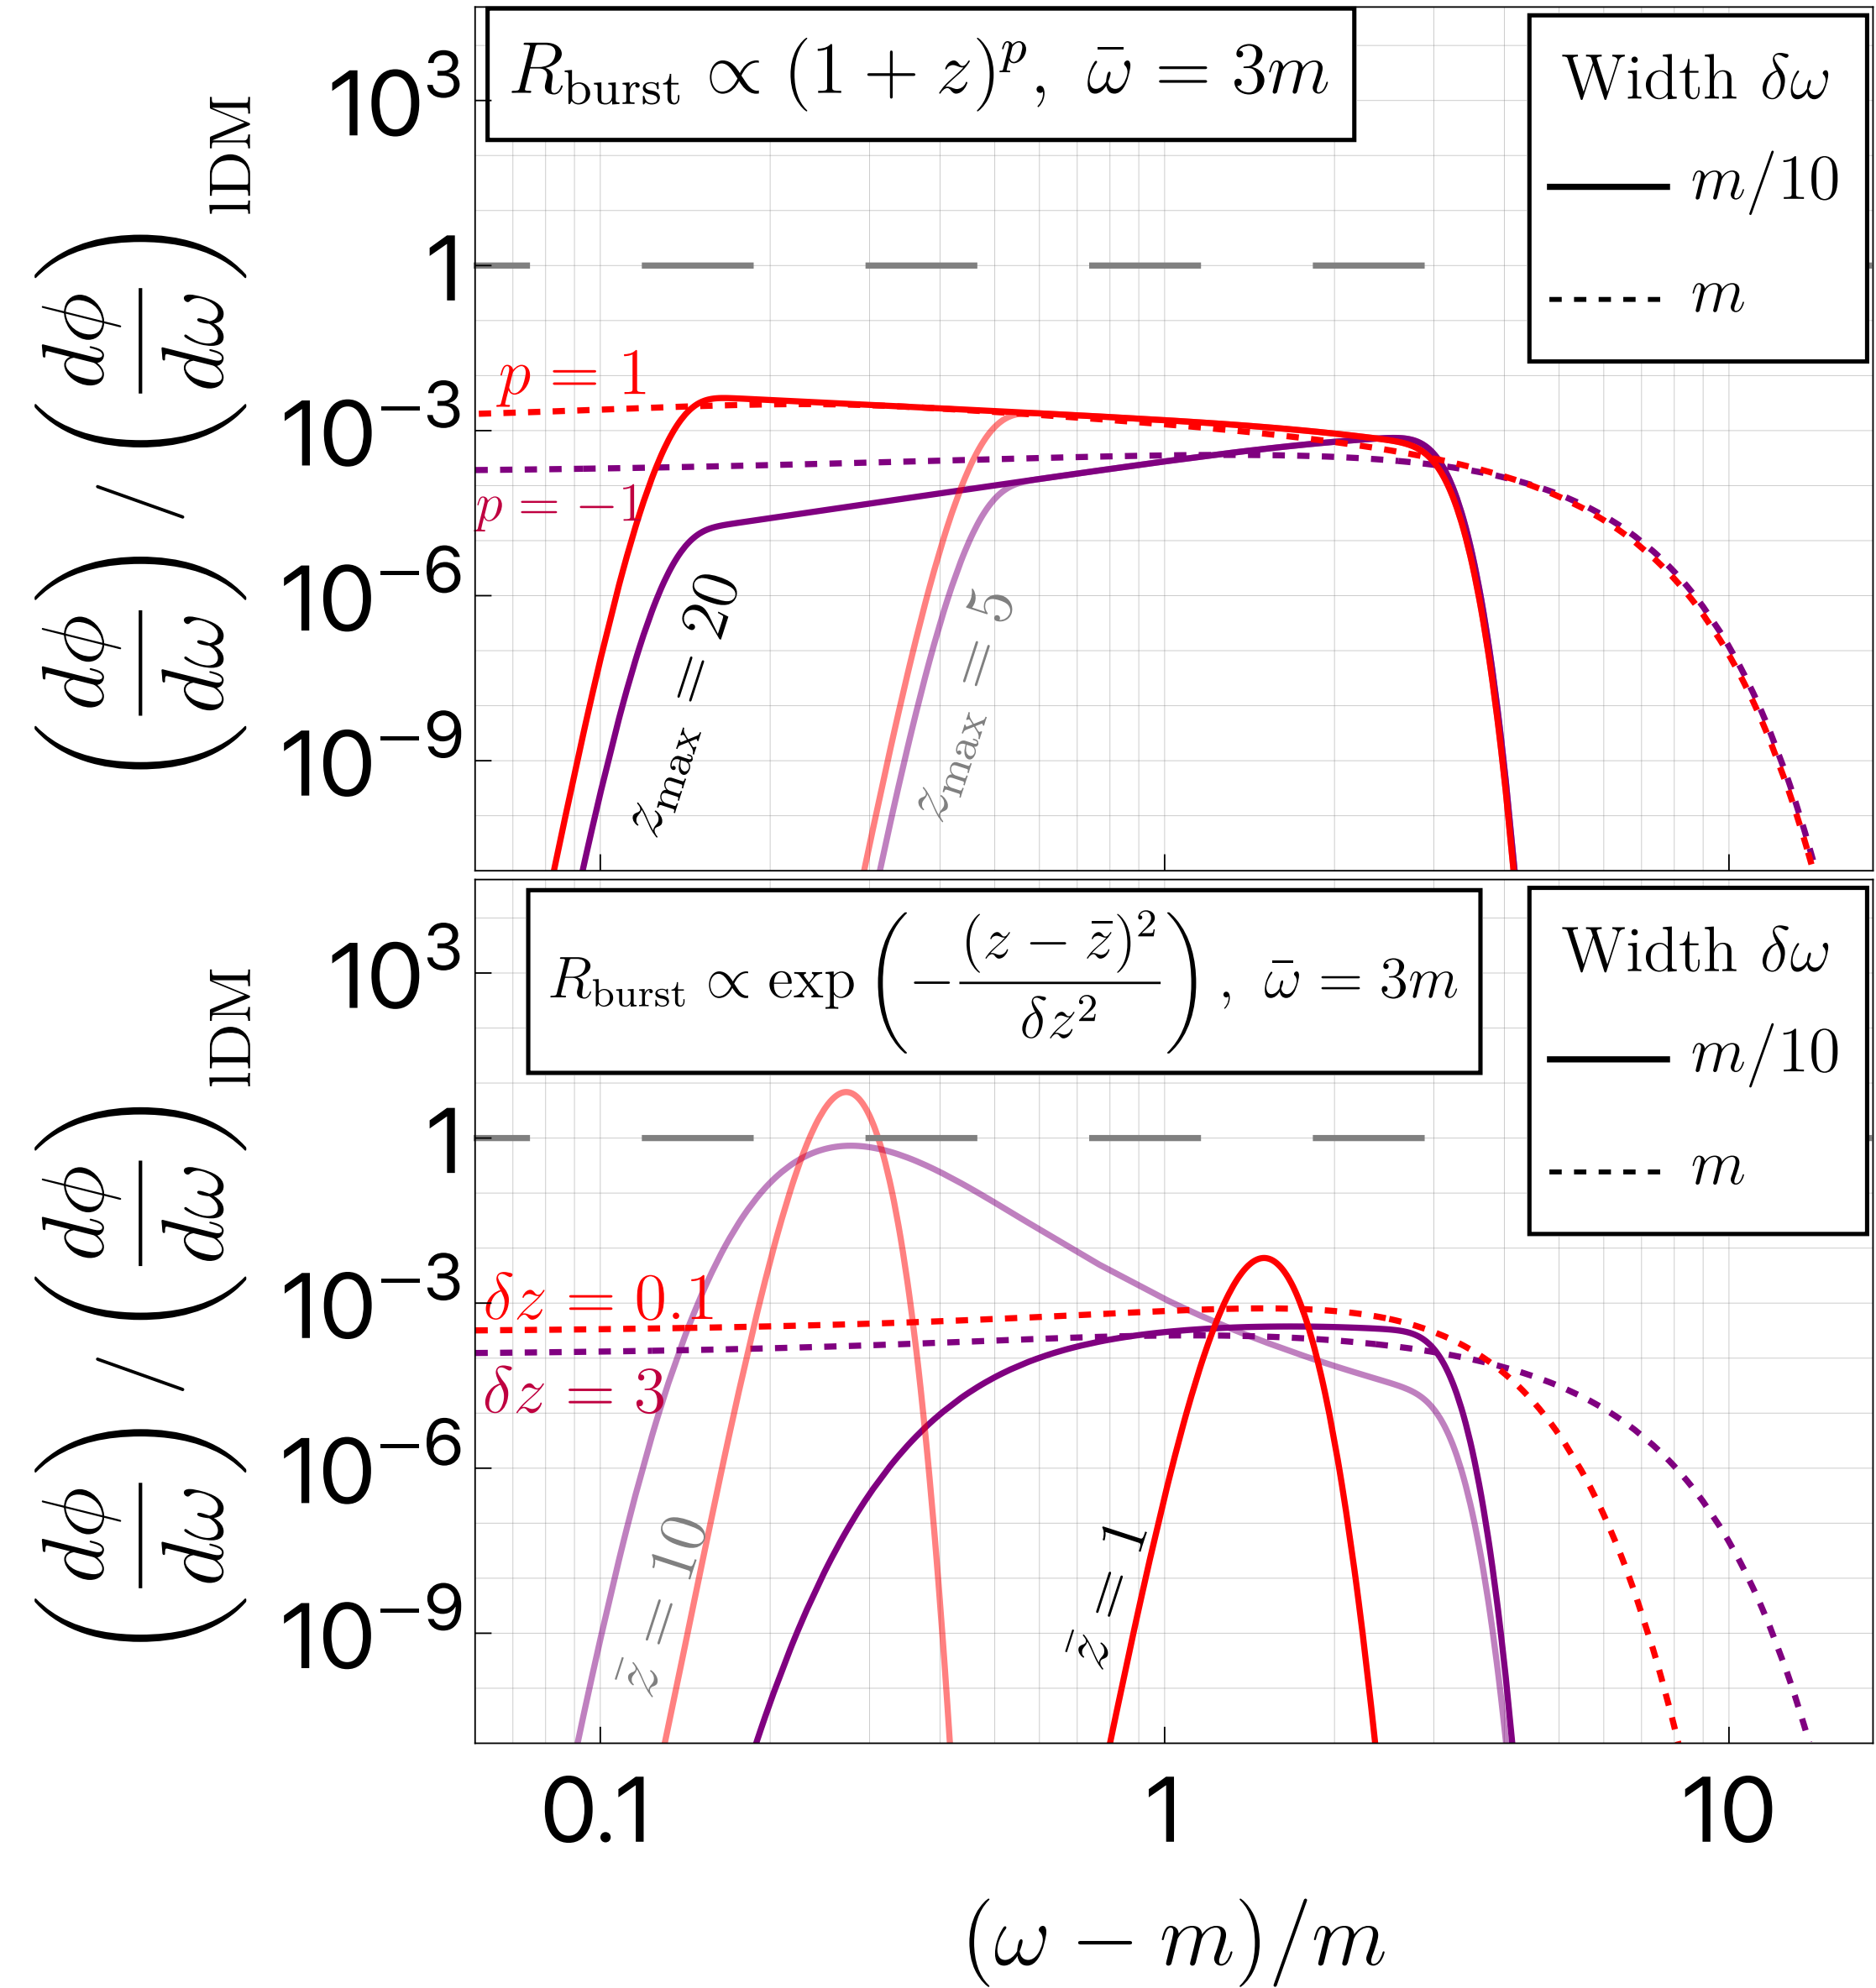 R_burst ∝ (1 + z)^p, ω̄ = 3m
Width δω
m/10
m
10^3
1
10^−3
10^−6
10^−9
(dφ/dω) / (dφ/dω)_IDM
p = 1
p = −1
z_max = 20
z_max = 5
R_burst ∝ exp(−(z − z̄)^2/δz^2), ω̄ = 3m
Width δω
m/10
m
10^3
1
10^−3
10^−6
10^−9
(dφ/dω) / (dφ/dω)_IDM
δz = 0.1
δz = 3
z̄ = 10
z̄ = 1
0.1 1 10
(ω − m)/m